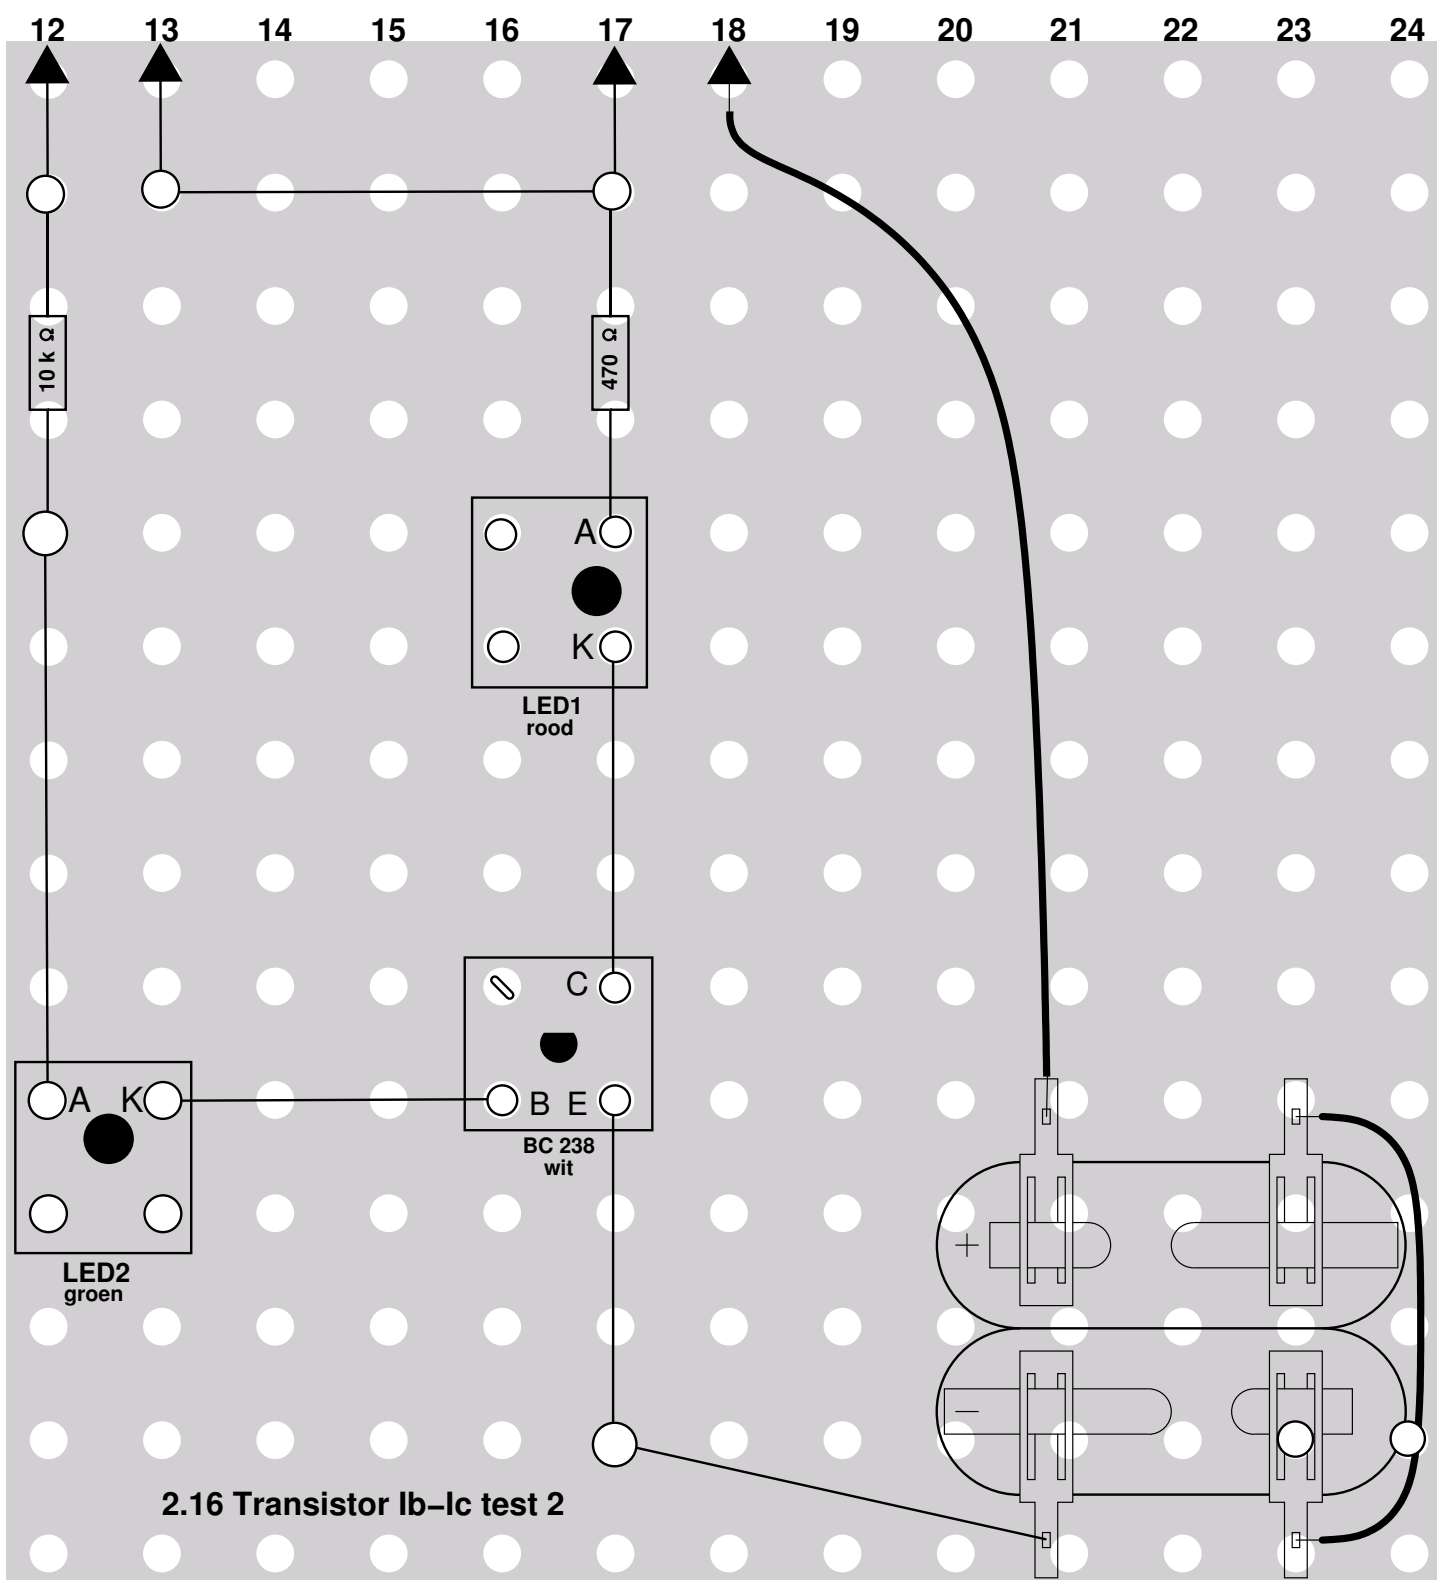 12 13 14 15 16 17 18 19 20 21 22 23 24
10 k Ω
470 Ω
A
K
LED1
rood
C
B E
BC 238
wit
A K
LED2
groen
+
−
2.16 Transistor Ib−Ic test 2